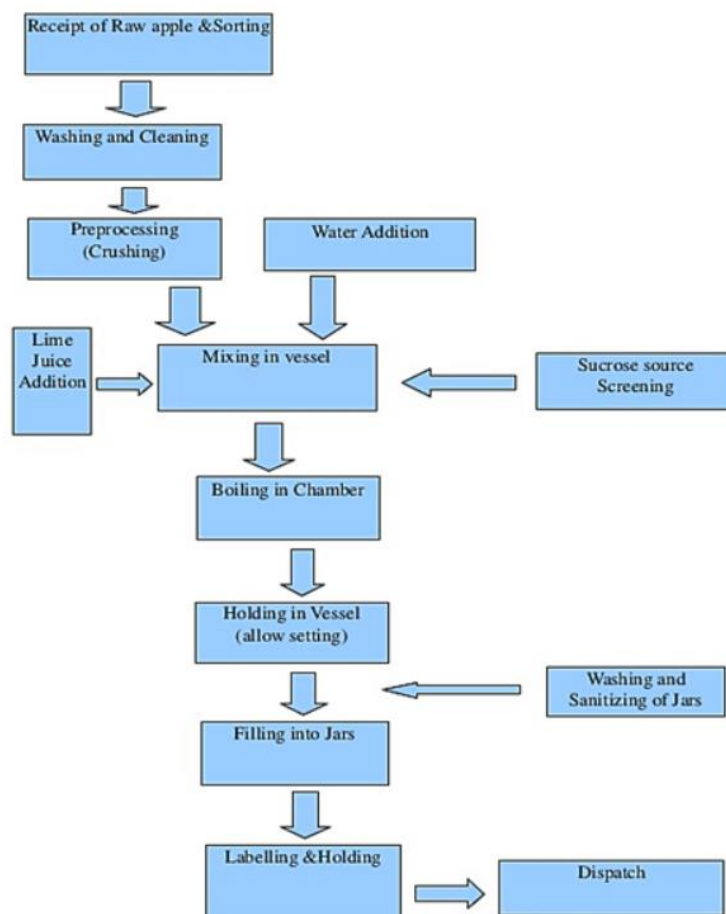 Receipt of Raw apple &Sorting
Washing and Cleaning
Preprocessing
(Crushing)
Water Addition
Lime
Juice
Addition
Mixing in vessel
Sucrose source
Screening
Boiling in Chamber
Holding in Vessel
(allow setting)
Washing and
Sanitizing of Jars
Filling into Jars
Labelling &Holding
Dispatch